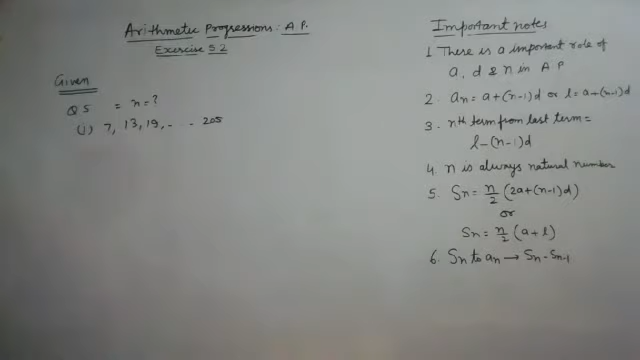 Arithmetic Progressions: A.P.
Exercise 5.2
Given
Q 5 = n = ?
(i) 7, 13, 19, - - - 205
Important notes
1. There is a important role of
a, d & n in A P
2. an = a+(n-1)d or l = a+(n-1)d
3. nth term from last term =
l-(n-1)d
4. n is always natural number
5. Sn = n/2 (2a+(n-1)d)
or
Sn = n/2 (a+l)
6. Sn to an → Sn - Sn-1